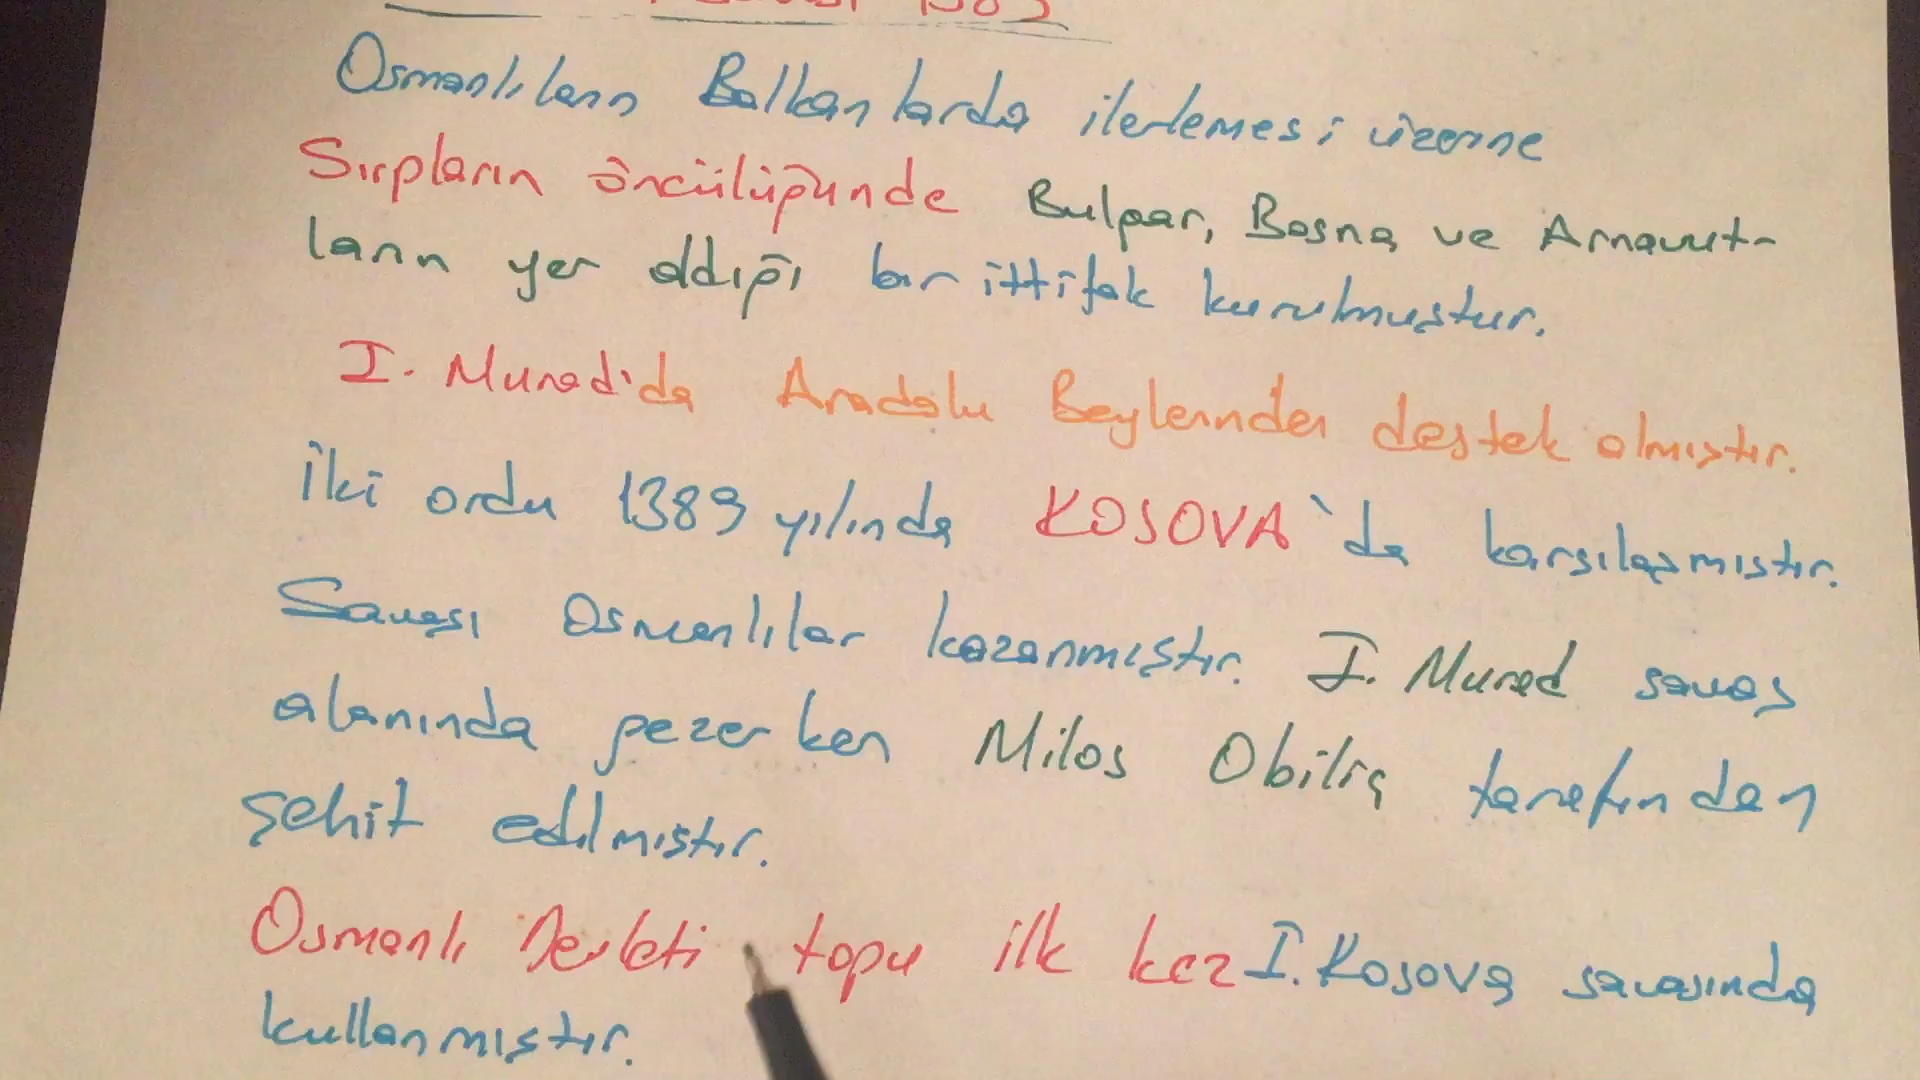 1389
Osmanlıların Balkanlarda ilerlemesi üzerine
Sırpların öncülüğünde Bulgar, Bosna ve Arnavut-
ların yer aldığı bir ittifak kurulmuştur.
I. Murad'da Anadolu Beylerinden destek almıştır.
İki ordu 1389 yılında KOSOVA'da karşılaşmıştır.
Savaşı Osmanlılar kazanmıştır. I. Murad savaş
alanında gezerken Milos Obiliç tarafından
şehit edilmiştir.
Osmanlı Devleti topu ilk kez I. Kosova savaşında
kullanmıştır.